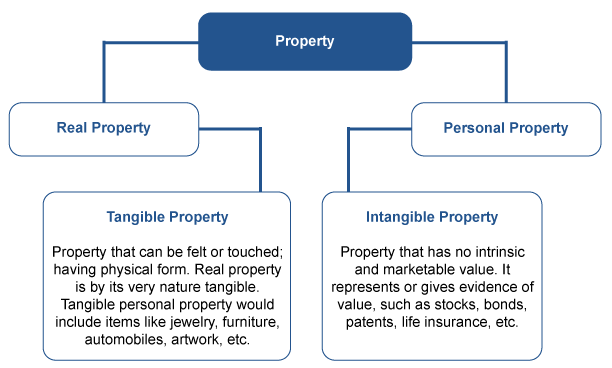 Property
Real Property
Personal Property
Tangible Property
Property that can be felt or touched;
having physical form. Real property
is by its very nature tangible.
Tangible personal property would
include items like jewelry, furniture,
automobiles, artwork, etc.
Intangible Property
Property that has no intrinsic
and marketable value. It
represents or gives evidence of
value, such as stocks, bonds,
patents, life insurance, etc.